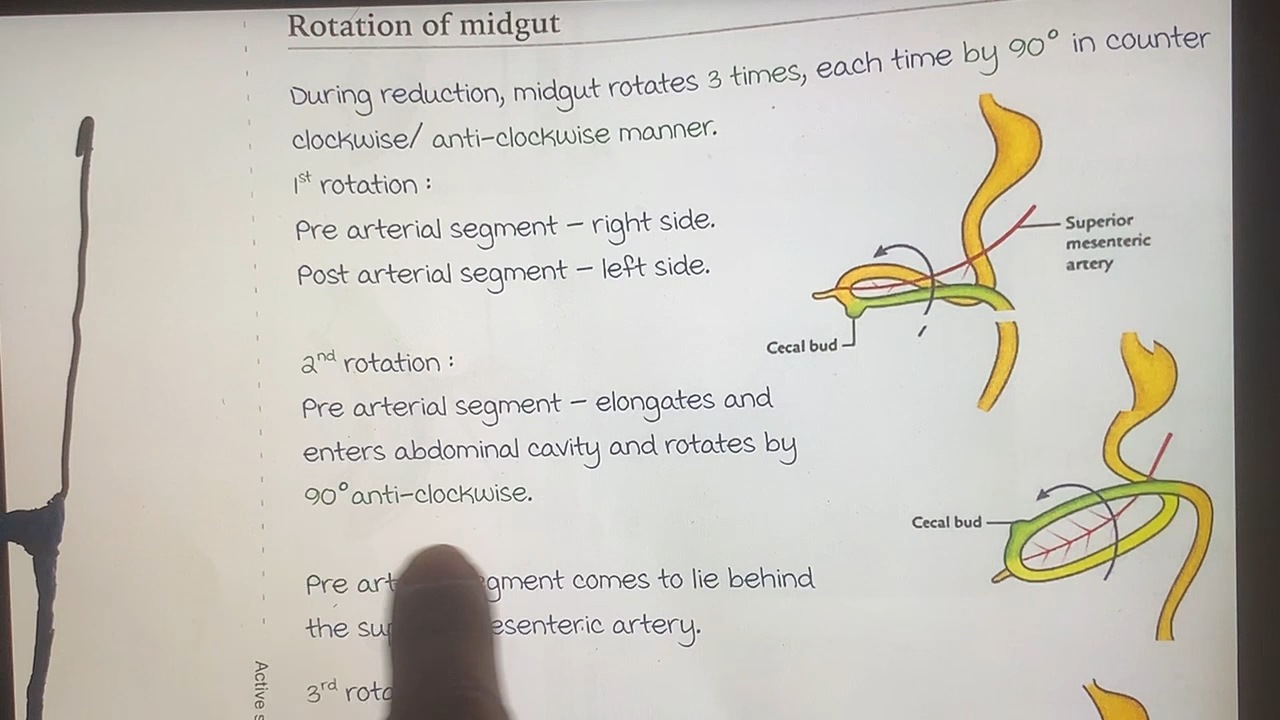 Rotation of midgut
During reduction, midgut rotates 3 times, each time by 90° in counter
clockwise/ anti-clockwise manner.
1st rotation :
Pre arterial segment – right side.
Post arterial segment – left side.
Superior
mesenteric
artery
Cecal bud
2nd rotation :
Pre arterial segment – elongates and
enters abdominal cavity and rotates by
90° anti-clockwise.
Cecal bud
Pre comes to lie behind
the artery.
3rd
Active